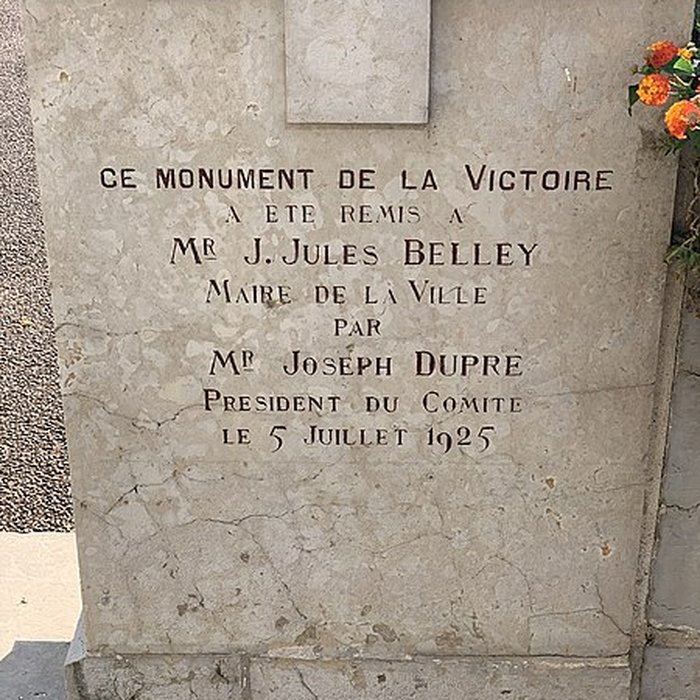 CE MONUMENT DE LA VICTOIRE
A ETE REMIS A
MR J. JULES BELLEY
MAIRE DE LA VILLE
PAR
MR JOSEPH DUPRE
PRESIDENT DU COMITE
LE 5 JUILLET 1925